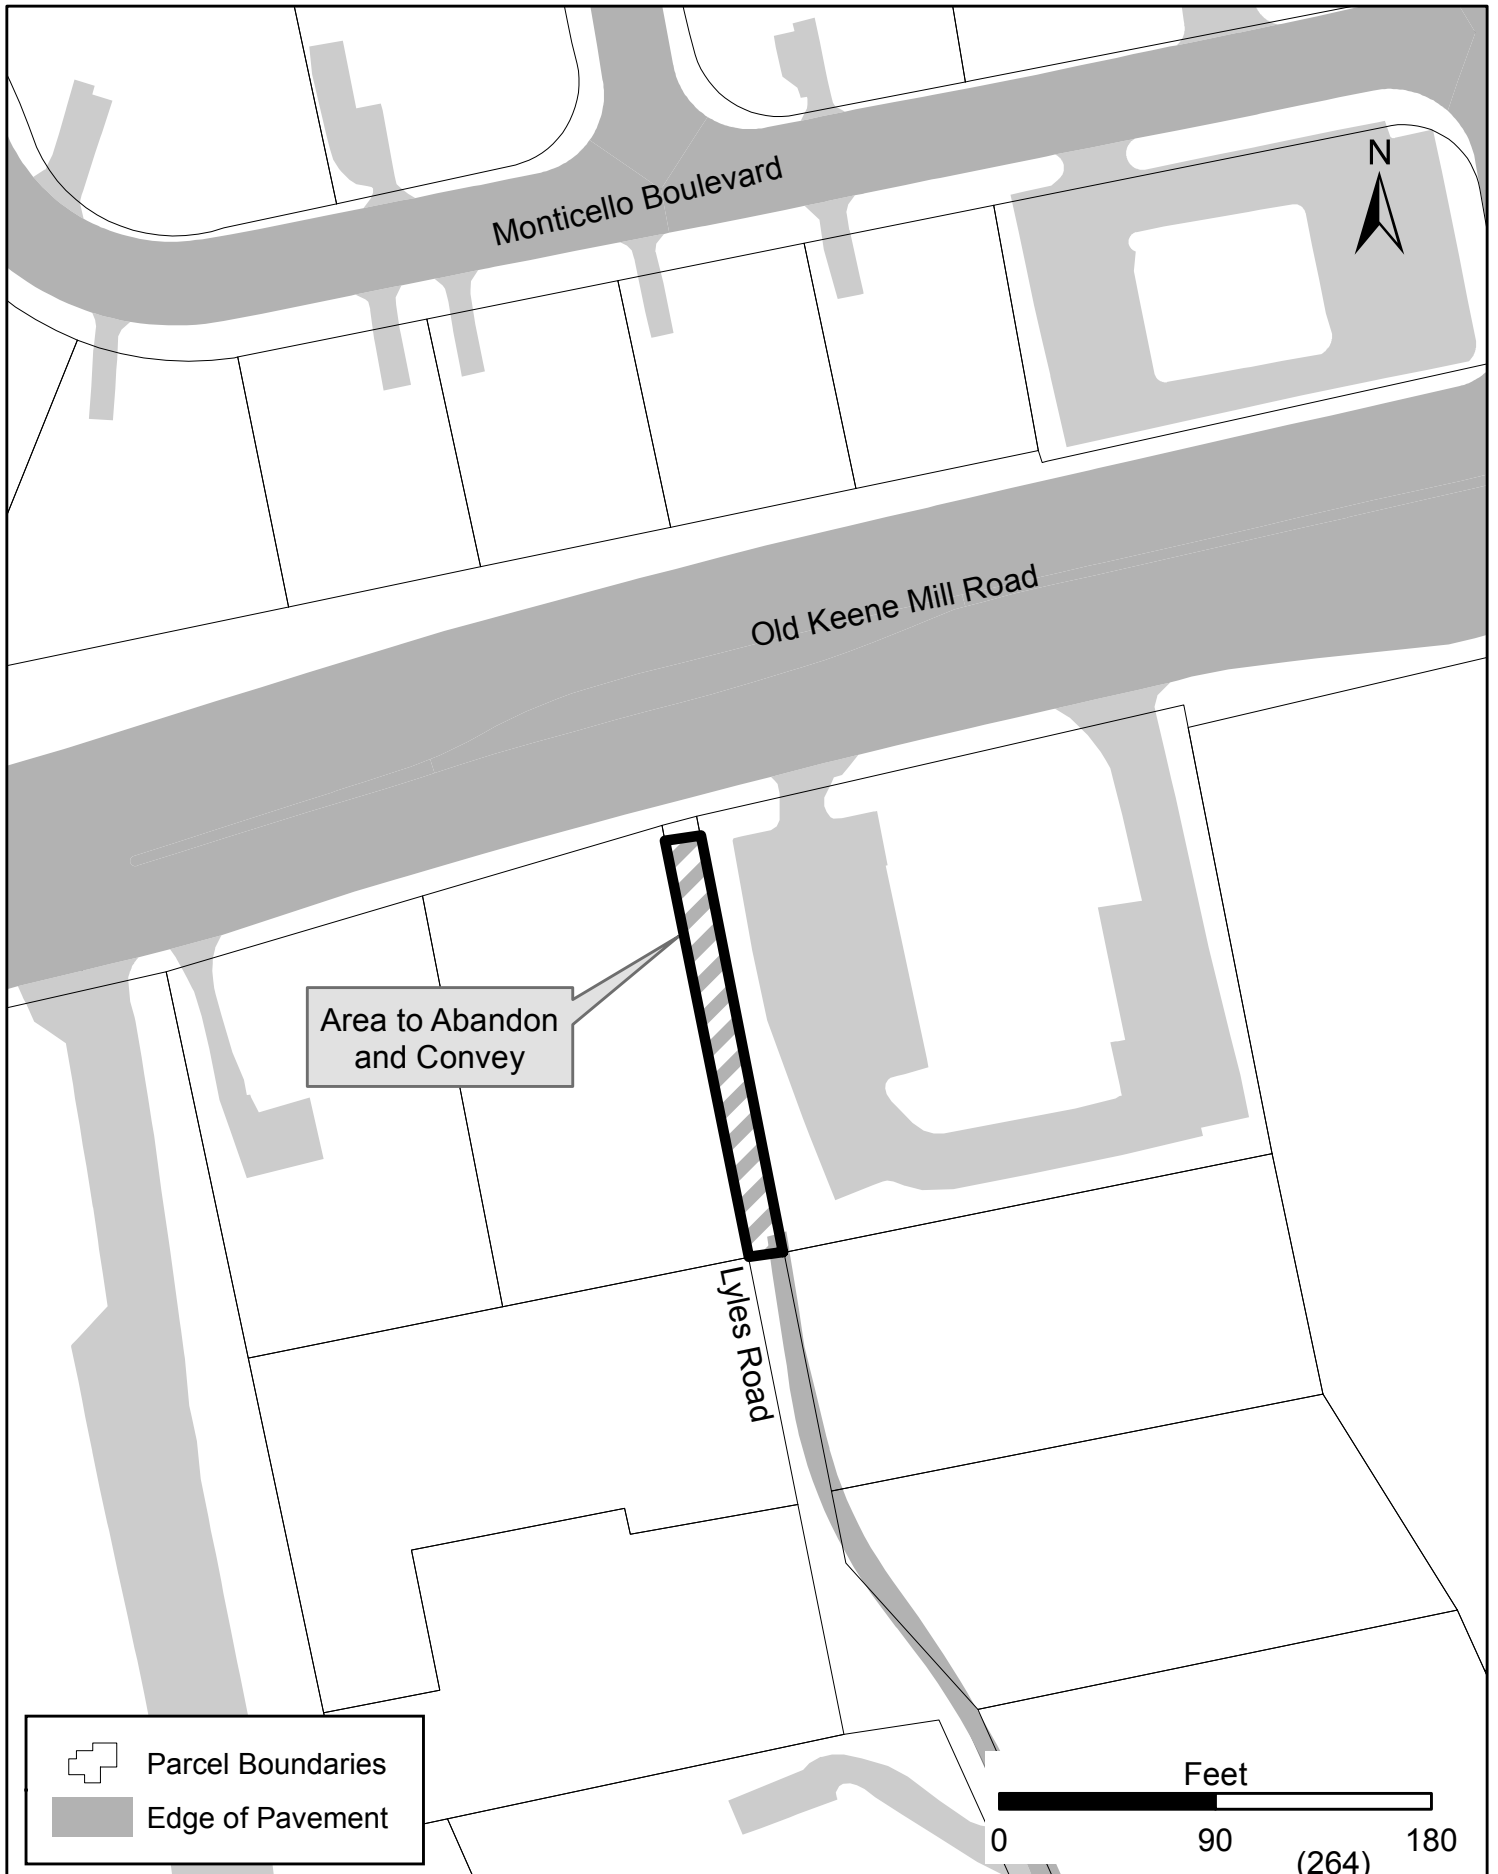 Monticello Boulevard
N
Old Keene Mill Road
Area to Abandon
and Convey
Lyles Road
Parcel Boundaries
Edge of Pavement
Feet
0 90 180
(264)